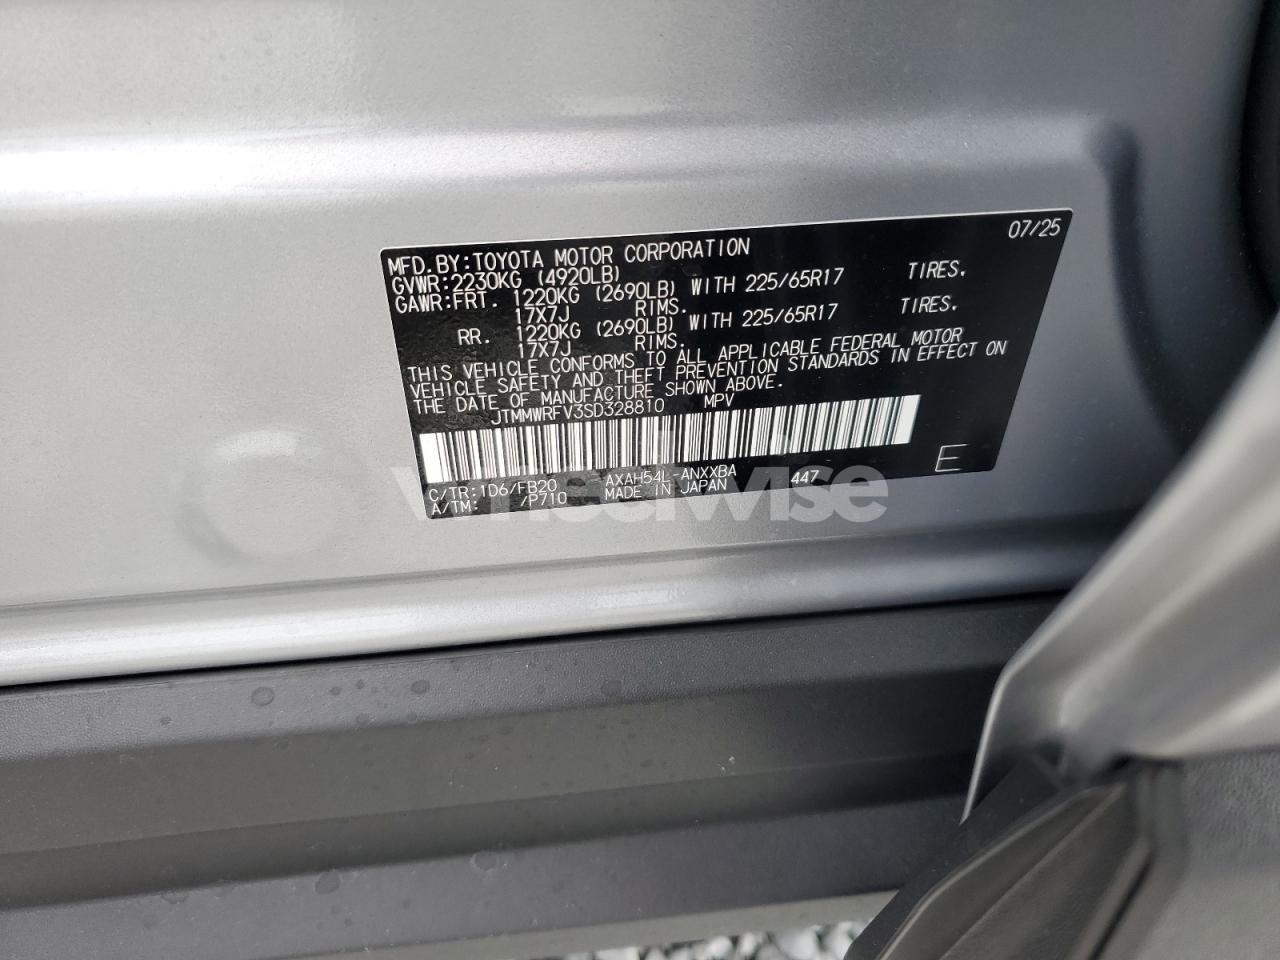 07/25
MFD.BY:TOYOTA MOTOR CORPORATION
GVWR:2230KG (4920LB)
GAWR:FRT. 1220KG (2690LB) WITH 225/65R17 TIRES.
17X7J RIMS.
RR. 1220KG (2690LB) WITH 225/65R17 TIRES.
17X7J RIMS.
THIS VEHICLE CONFORMS TO ALL APPLICABLE FEDERAL MOTOR
VEHICLE SAFETY AND THEFT PREVENTION STANDARDS IN EFFECT ON
THE DATE OF MANUFACTURE SHOWN ABOVE.
JTMMWRFV3SD328810 MPV
E
C/TR:1D6/FB20 AXAH54L-ANXXBA 447
A/TM: /P710 MADE IN JAPAN
wheelwise